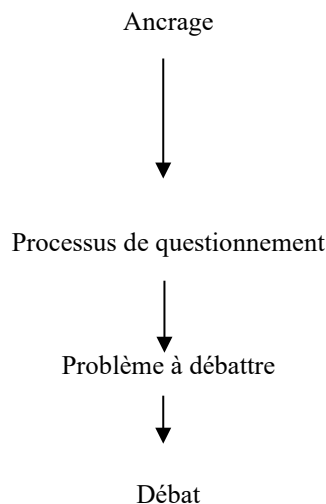 Ancrage
Processus de questionnement
Problème à débattre
Débat